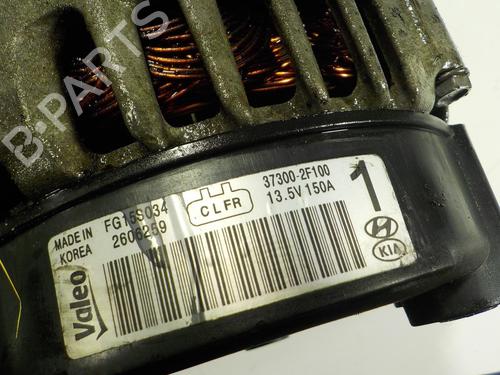 B-PARTS
MADE IN
KOREA
FG15S034
2606259
CLFR
37300-2F100
13.5V 150A
1
Valeo
KIA